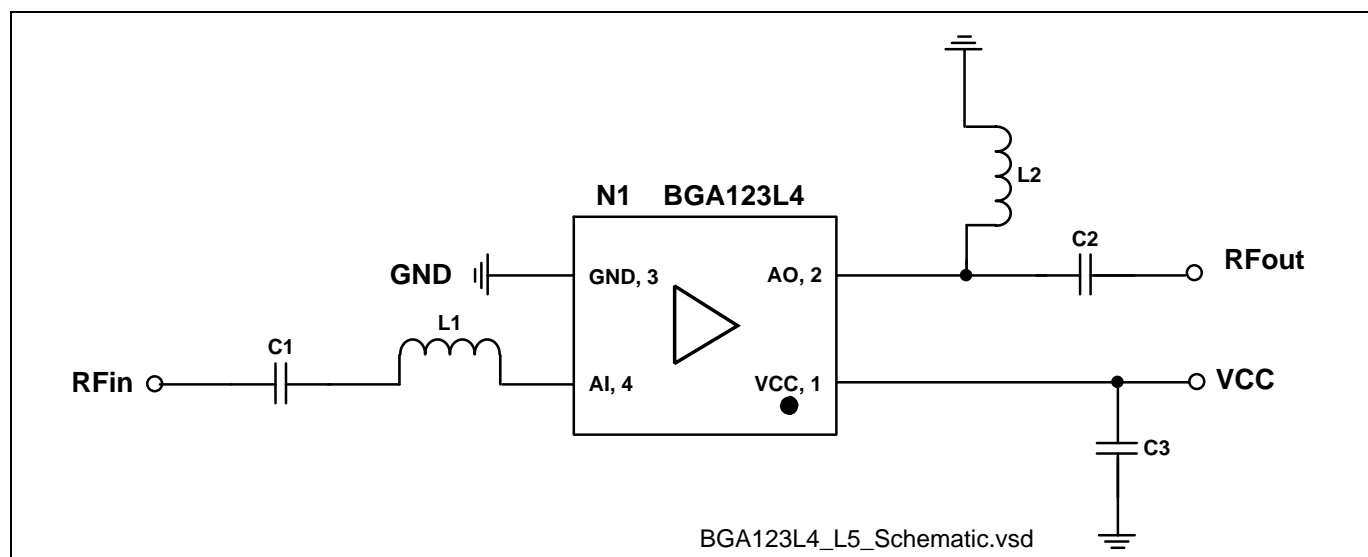 L2
N1 BGA123L4
C2
GND
GND, 3
AO, 2
RFout
L1
C1
RFin
AI, 4
VCC, 1
VCC
C3
BGA123L4_L5_Schematic.vsd